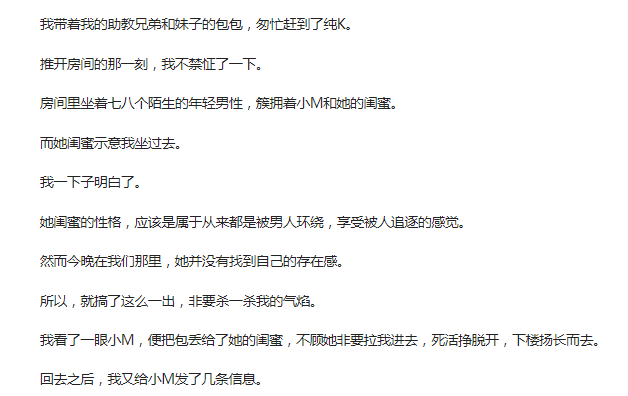 我带着我的助教兄弟和妹子的包包，匆忙赶到了纯K。
推开房间的那一刻，我不禁怔了一下。
房间里坐着七八个陌生的年轻男性，簇拥着小M和她的闺蜜。
而她闺蜜示意我坐过去。
我一下子明白了。
她闺蜜的性格，应该是属于从来都是被男人环绕，享受被人追逐的感觉。
然而今晚在我们那里，她并没有找到自己的存在感。
所以，就搞了这么一出，非要杀一杀我的气焰。
我看了一眼小M，便把包丢给了她的闺蜜，不顾她非要拉我进去，死活挣脱开，下楼扬长而去。
回去之后，我又给小M发了几条信息。